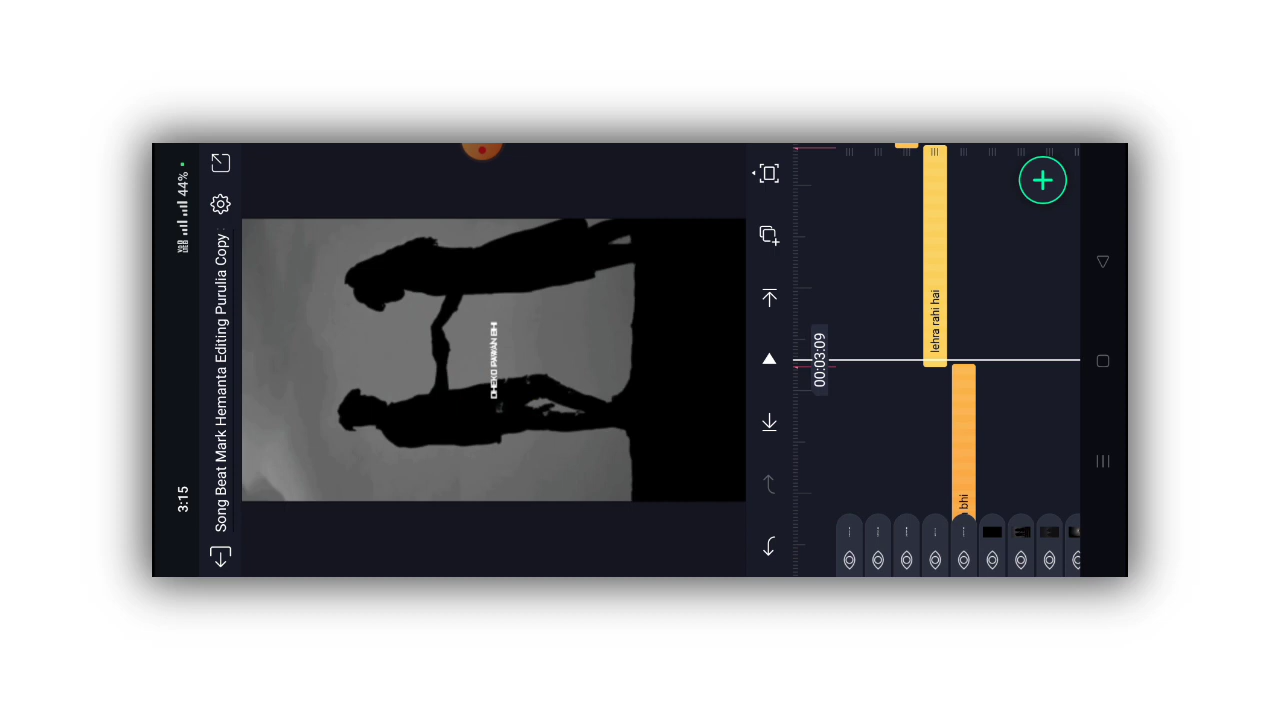 3:15
44%
Song Beat Mark Hemanta Editing Purulia Copy
00:03:09
lehra rahi hai
bhi